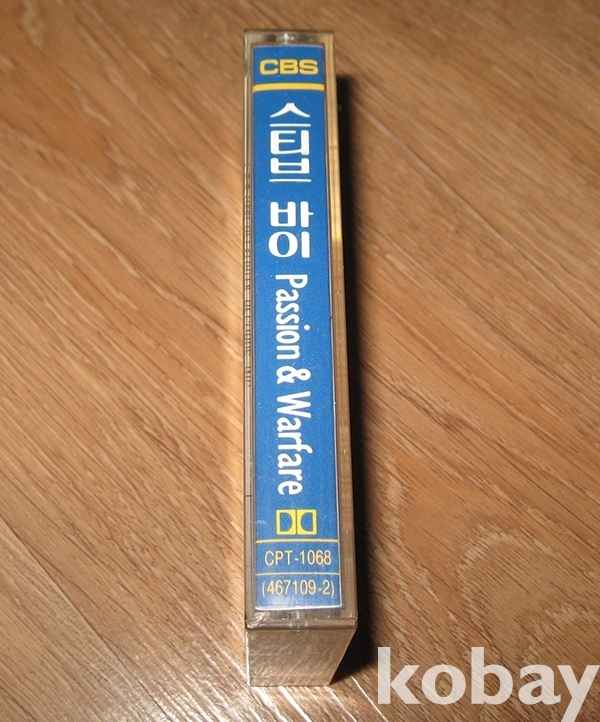 CBS
스티브 바이 Passion & Warfare
CPT-1068
(467109-2)
kobay